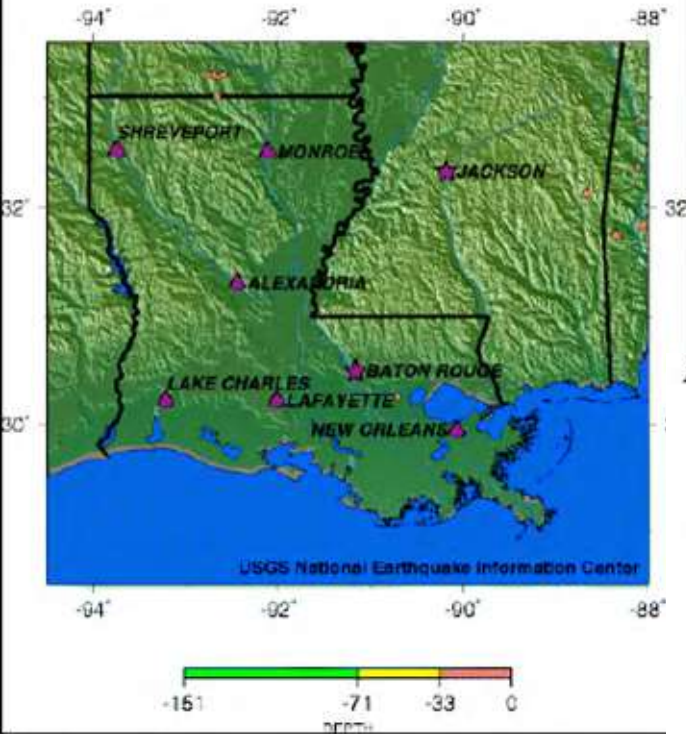 -94° -92° -90° -88°
SHREVEPORT
MONROE
JACKSON
32° 32
ALEXANDRIA
BATON ROUGE
LAKE CHARLES
LAFAYETTE
30°
NEW ORLEANS
USGS National Earthquake Information Center
-94° -92° -90° -88°
-151 -71 -33 0
DEPTH